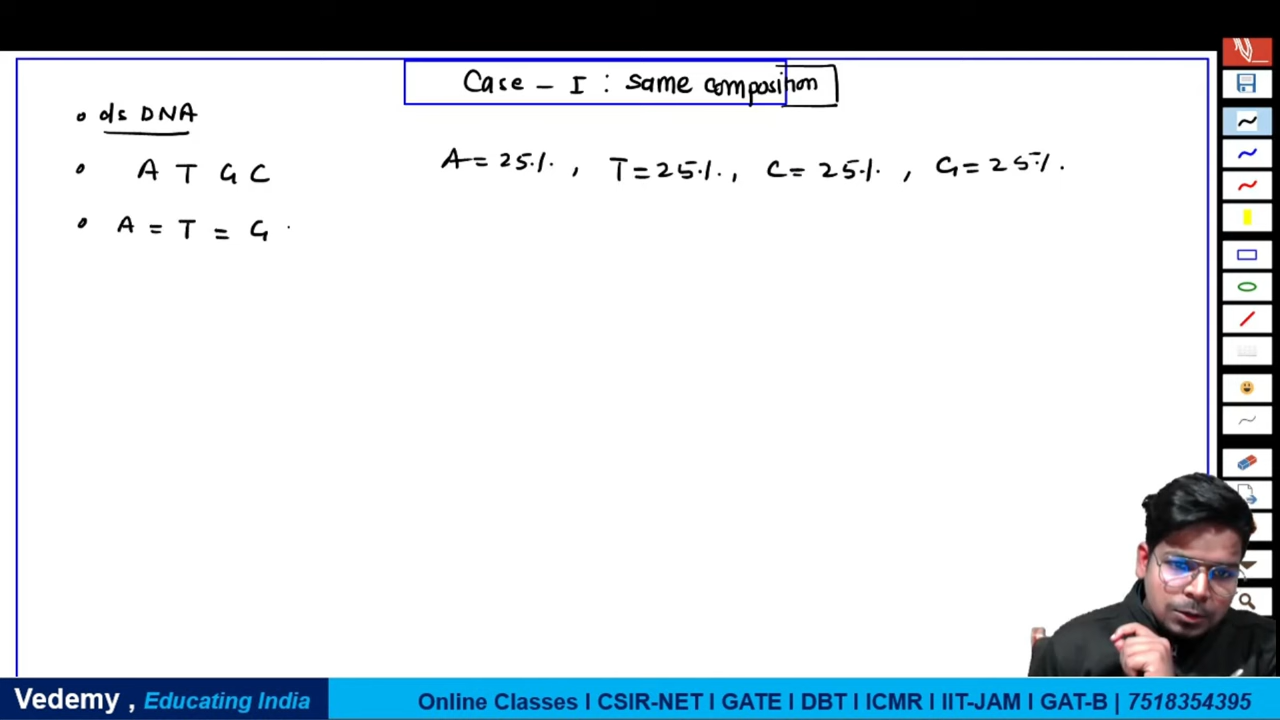 Case - I : same composition
• ds DNA
• A T G C
A = 25%, T = 25%, C = 25%, G = 25%.
• A = T = G
Vedemy , Educating India
Online Classes I CSIR-NET I GATE I DBT I ICMR I IIT-JAM I GAT-B I 7518354395